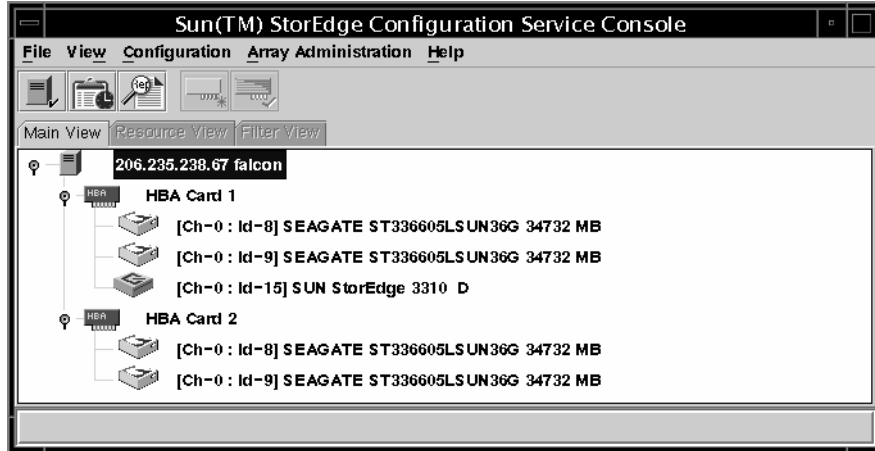 Sun(TM) StorEdge Configuration Service Console
File View Configuration Array Administration Help
Rep
Main View Resource View Filter View
206.235.238.67 falcon
HBA HBA Card 1
[Ch-0 : Id-8] SEAGATE ST336605LSUN36G 34732 MB
[Ch-0 : Id-9] SEAGATE ST336605LSUN36G 34732 MB
[Ch-0 : Id-15] SUN StorEdge 3310 D
HBA HBA Card 2
[Ch-0 : Id-8] SEAGATE ST336605LSUN36G 34732 MB
[Ch-0 : Id-9] SEAGATE ST336605LSUN36G 34732 MB